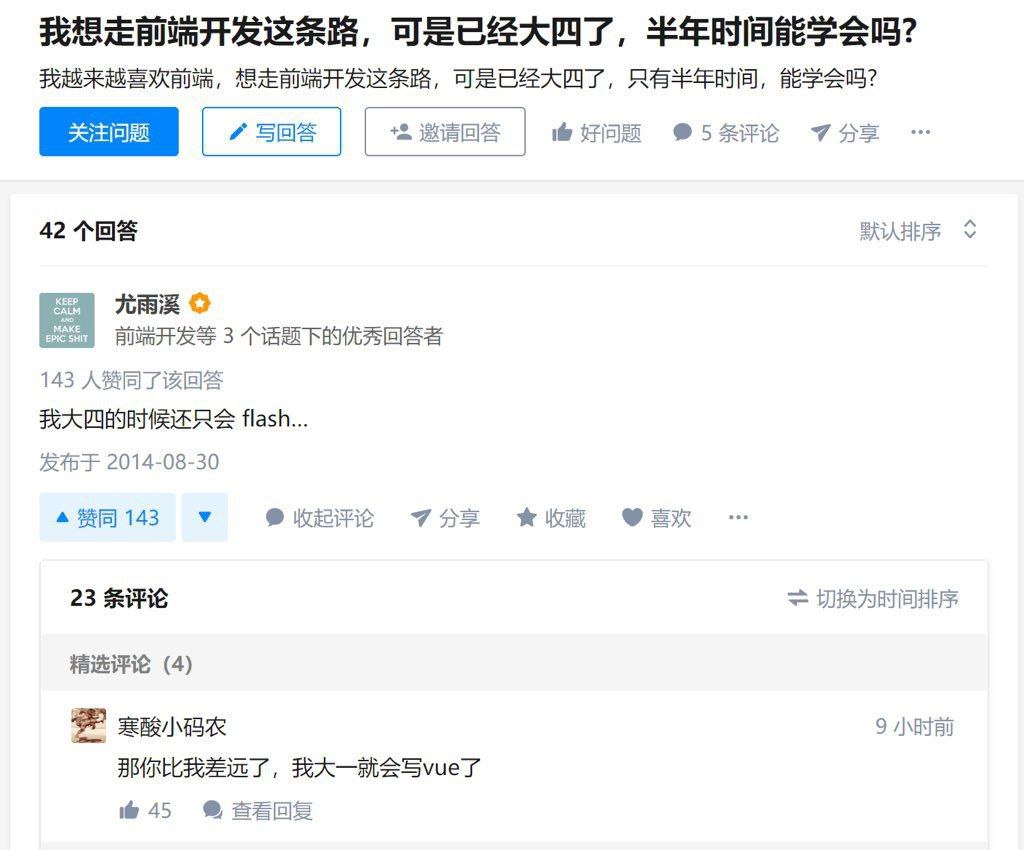 我想走前端开发这条路，可是已经大四了，半年时间能学会吗？
我越来越喜欢前端，想走前端开发这条路，可是已经大四了，只有半年时间，能学会吗？
关注问题 写回答 邀请回答 好问题 5 条评论 分享 ···
42 个回答 默认排序
KEEP
CALM
AND
MAKE
EPIC SHIT
尤雨溪
前端开发等 3 个话题下的优秀回答者
143 人赞同了该回答
我大四的时候还只会 flash...
发布于 2014-08-30
赞同 143 收起评论 分享 收藏 喜欢 ···
23 条评论 切换为时间排序
精选评论（4）
寒酸小码农 9 小时前
那你比我差远了，我大一就会写vue了
45 查看回复